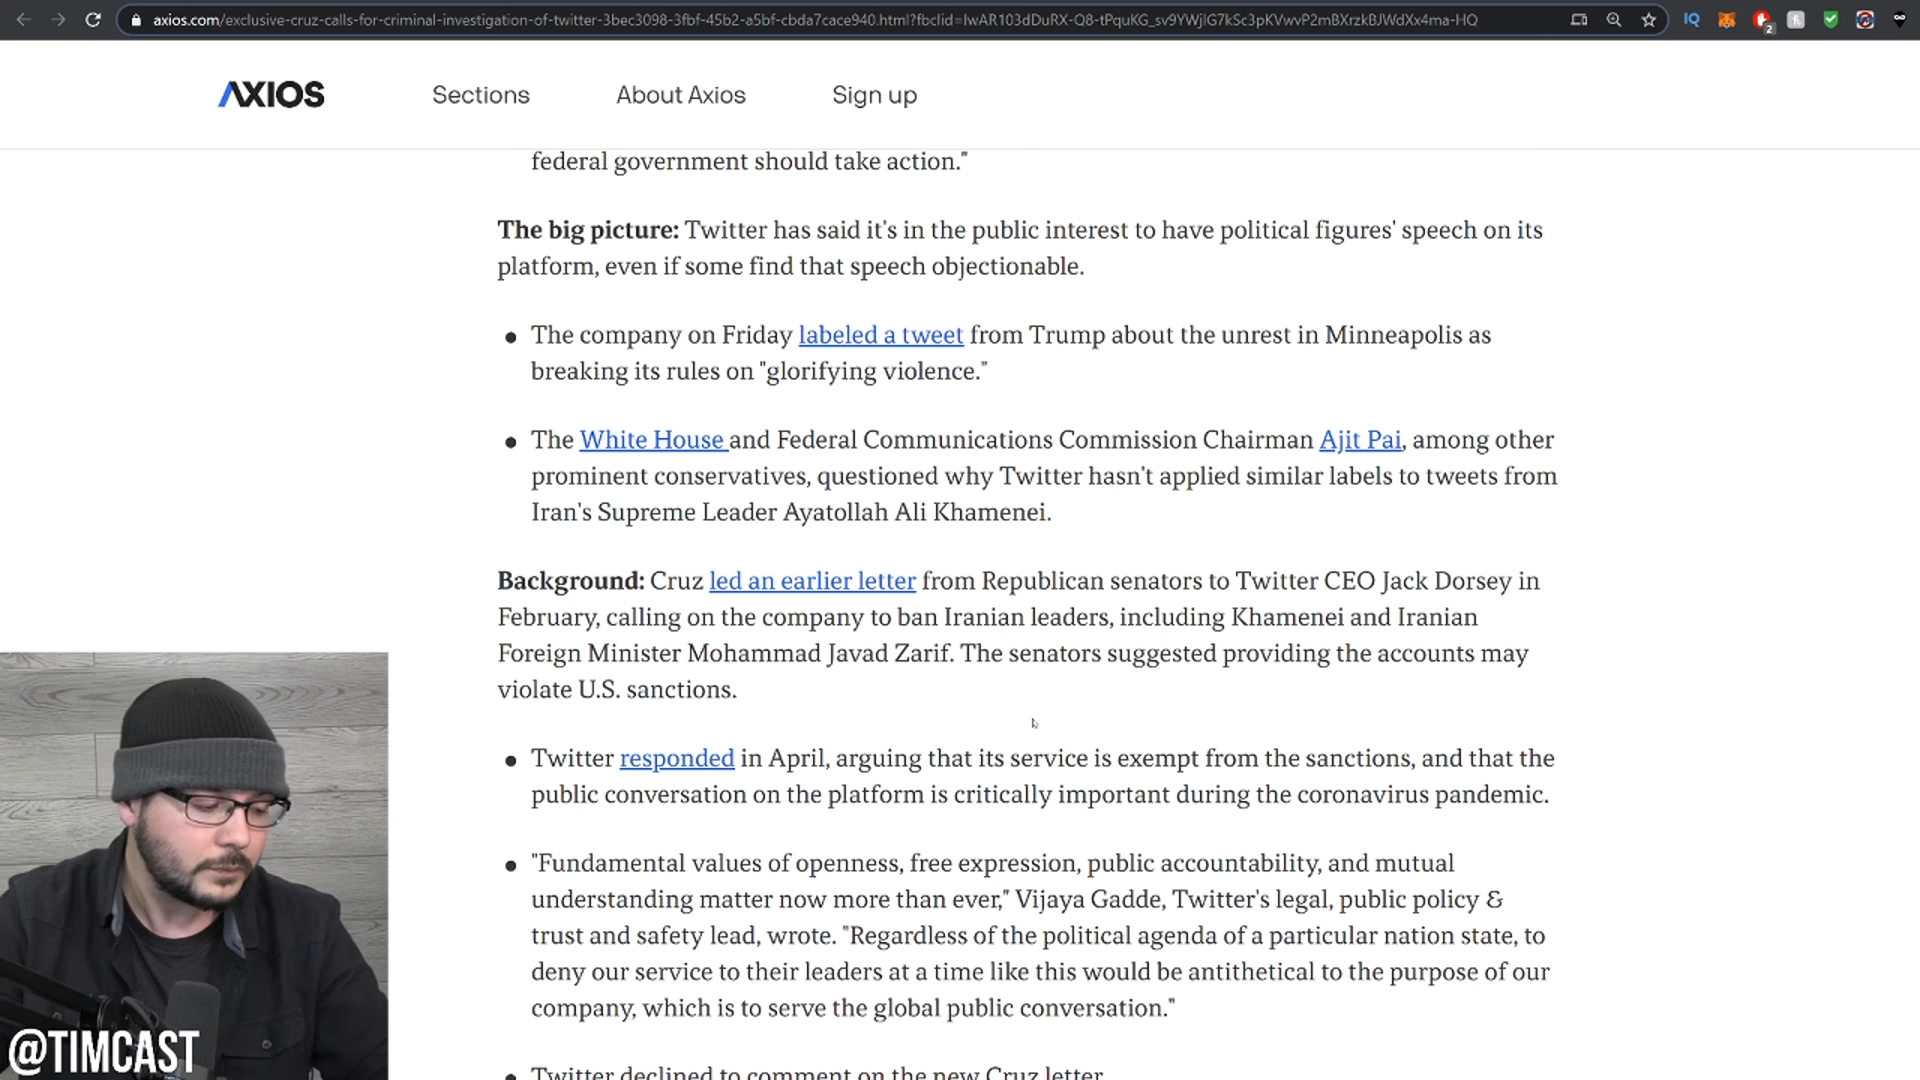 axios.com/exclusive-cruz-calls-for-criminal-investigation-of-twitter-3bec3098-3fbf-45b2-a5bf-cbda7cace940.html?fbclid=IwAR103dDuRX-Q8-tPquKG_sv9YWjlG7kSc3pKVwvP2mBXrzkBJWdXx4ma-HQ
IQ
2
AXIOS
Sections
About Axios
Sign up
federal government should take action."
The big picture: Twitter has said it's in the public interest to have political figures' speech on its
platform, even if some find that speech objectionable.
The company on Friday labeled a tweet from Trump about the unrest in Minneapolis as
breaking its rules on "glorifying violence."
The White House and Federal Communications Commission Chairman Ajit Pai, among other
prominent conservatives, questioned why Twitter hasn't applied similar labels to tweets from
Iran's Supreme Leader Ayatollah Ali Khamenei.
Background: Cruz led an earlier letter from Republican senators to Twitter CEO Jack Dorsey in
February, calling on the company to ban Iranian leaders, including Khamenei and Iranian
Foreign Minister Mohammad Javad Zarif. The senators suggested providing the accounts may
violate U.S. sanctions.
Twitter responded in April, arguing that its service is exempt from the sanctions, and that the
public conversation on the platform is critically important during the coronavirus pandemic.
"Fundamental values of openness, free expression, public accountability, and mutual
understanding matter now more than ever," Vijaya Gadde, Twitter's legal, public policy &
trust and safety lead, wrote. "Regardless of the political agenda of a particular nation state, to
deny our service to their leaders at a time like this would be antithetical to the purpose of our
company, which is to serve the global public conversation."
Twitter declined to comment on the new Cruz letter.
@TIMCAST